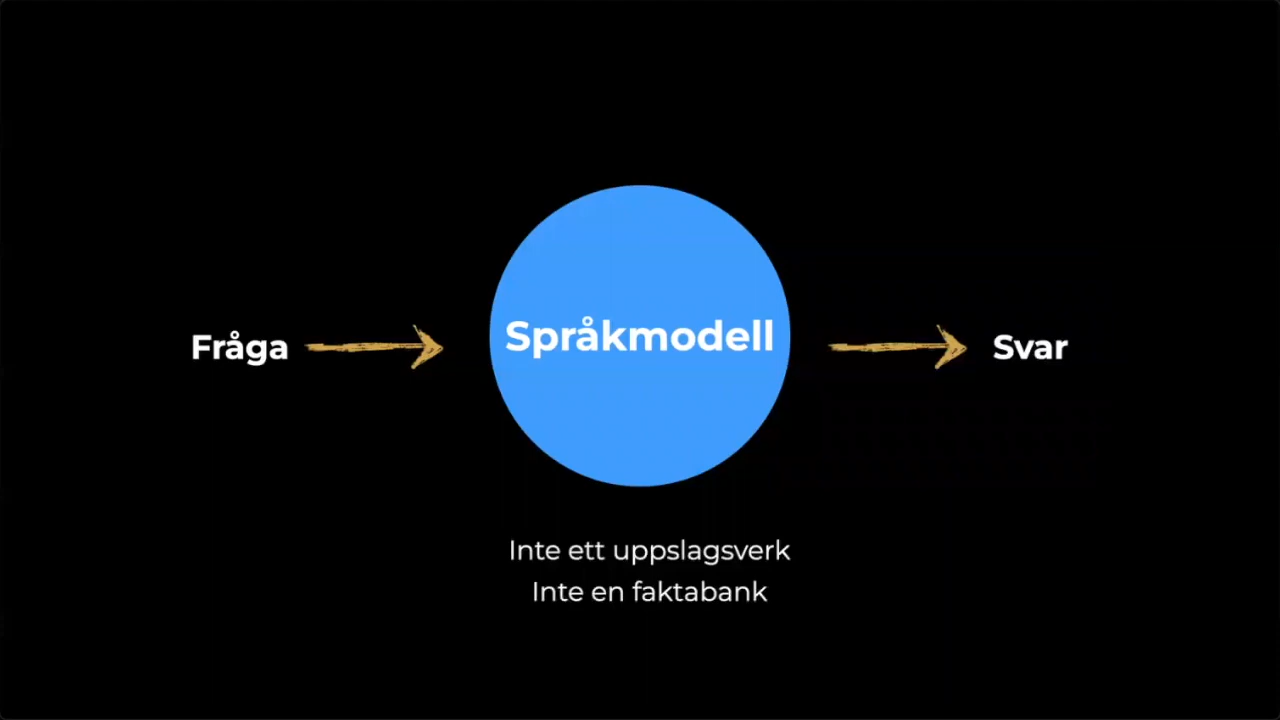 Fråga
Språkmodell
Svar
Inte ett uppslagsverk
Inte en faktabank